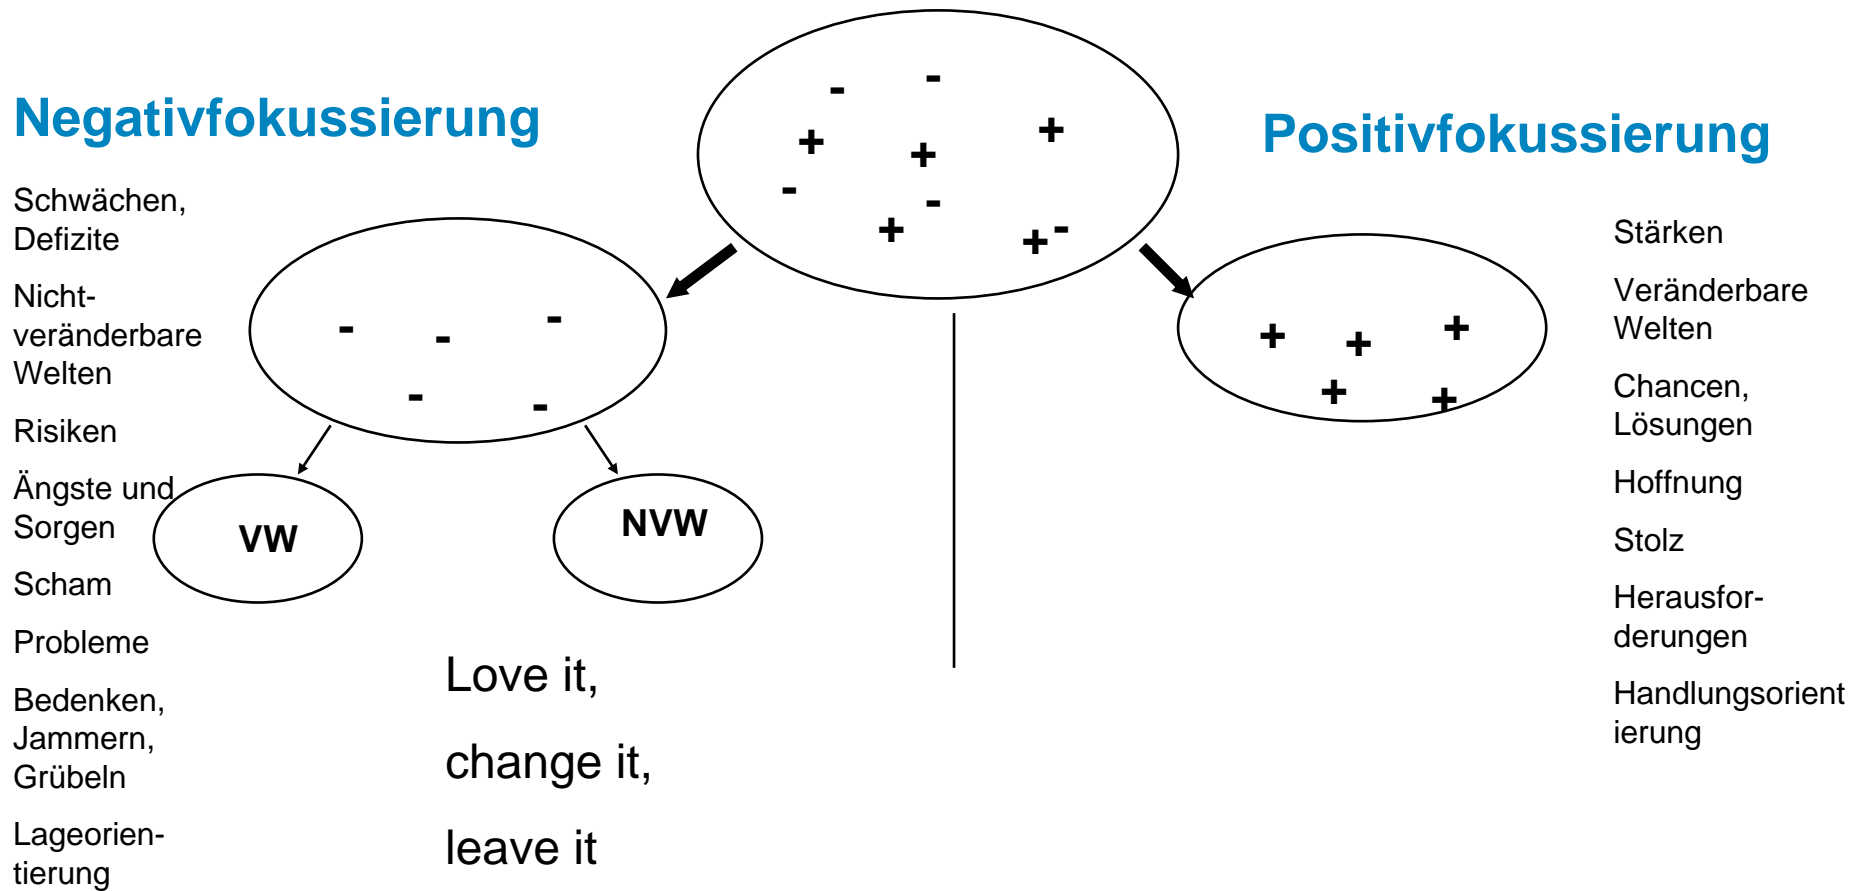 Negativfokussierung
Schwächen,
Defizite
Nicht-
veränderbare
Welten
Risiken
Ängste und
Sorgen
Scham
Probleme
Bedenken,
Jammern,
Grübeln
Lageorien-
tierung
- -
+ + +
- -
+ + -
- - -
- -
VW
NVW
Love it,
change it,
leave it
Positivfokussierung
+ + +
+ +
Stärken
Veränderbare
Welten
Chancen,
Lösungen
Hoffnung
Stolz
Herausfor-
derungen
Handlungsorient
ierung